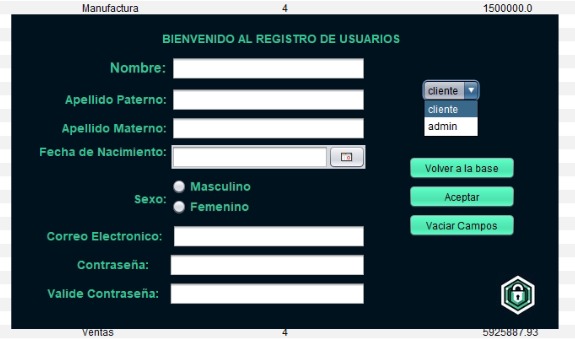 Manufactura 4 1500000.0
BIENVENIDO AL REGISTRO DE USUARIOS
Nombre:
cliente
Apellido Paterno:
cliente
Apellido Materno:
admin
Fecha de Nacimiento:
Volver a la base
Masculino
Sexo:
Aceptar
Femenino
Vaciar Campos
Correo Electronico:
Contraseña:
Valide Contraseña:
Ventas 4 5925887.93